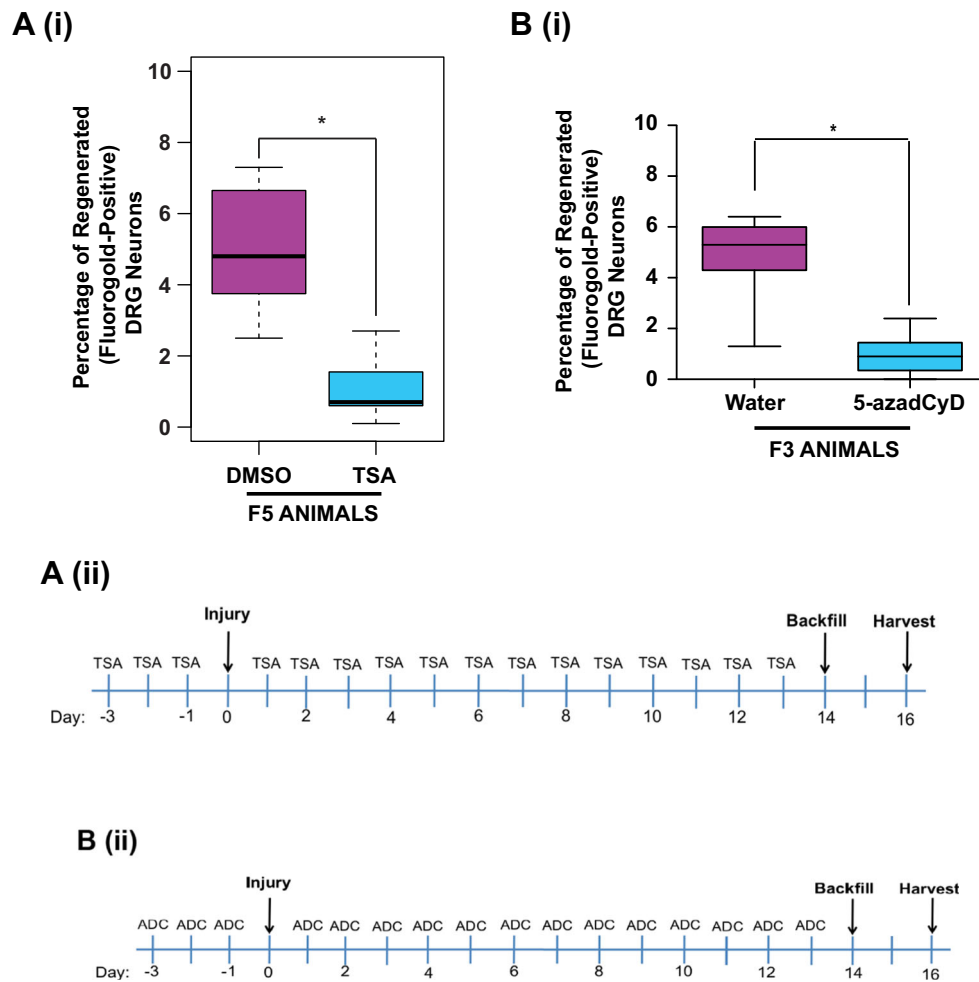 A (i)
Percentage of Regenerated
(Fluorogold-Positive)
DRG Neurons
10
8
6
4
2
0
*
DMSO TSA
F5 ANIMALS
B (i)
Percentage of Regenerated
(Fluorogold-Positive)
DRG Neurons
10
8
6
4
2
0
*
Water 5-azadCyD
F3 ANIMALS
A (ii)
Injury Backfill Harvest
TSA TSA TSA TSA TSA TSA TSA TSA TSA TSA TSA TSA TSA TSA TSA TSA
Day: -3 -1 0 2 4 6 8 10 12 14 16
B (ii)
Injury Backfill Harvest
ADC ADC ADC ADC ADC ADC ADC ADC ADC ADC ADC ADC ADC ADC ADC ADC
Day: -3 -1 0 2 4 6 8 10 12 14 16